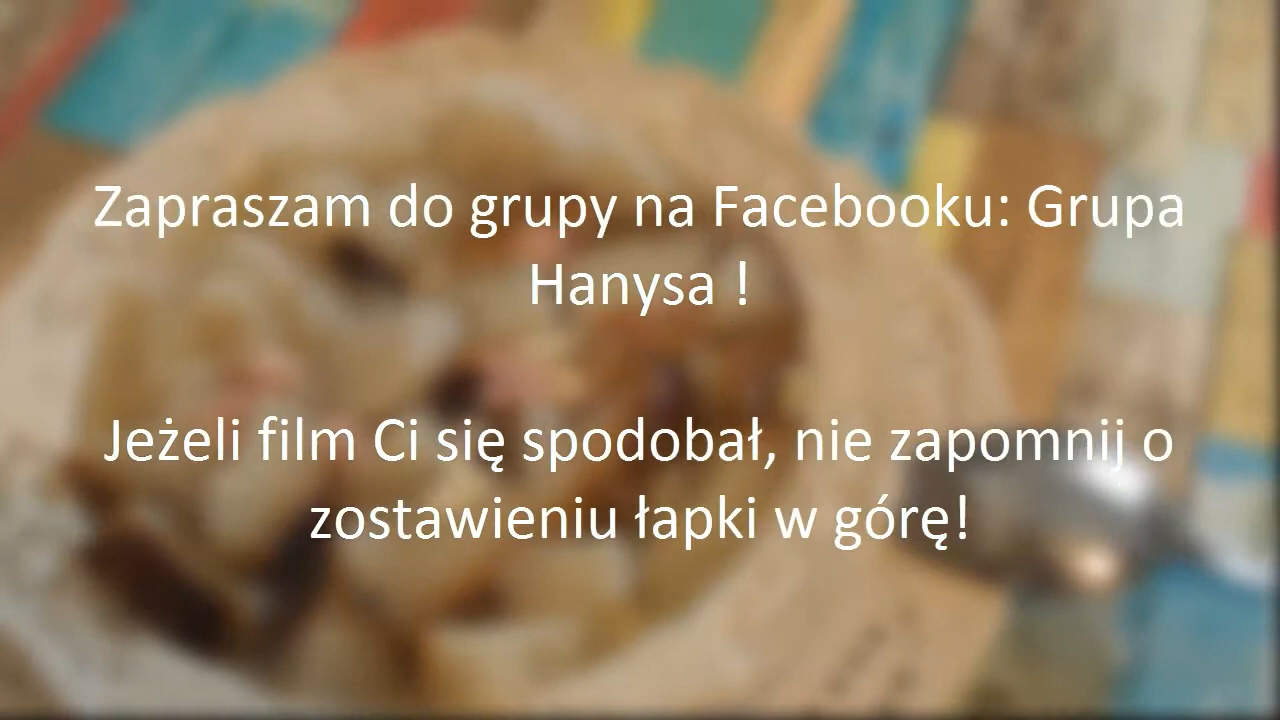 Zapraszam do grupy na Facebooku: Grupa
Hanysa !
Jeżeli film Ci się spodobał, nie zapomnij o
zostawieniu łapki w górę!